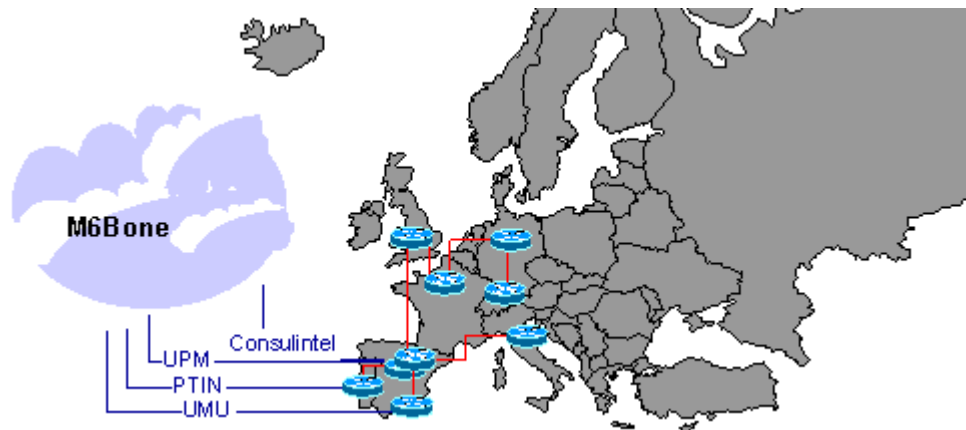 M6Bone
Consulintel
UPM
PTIN
UMU